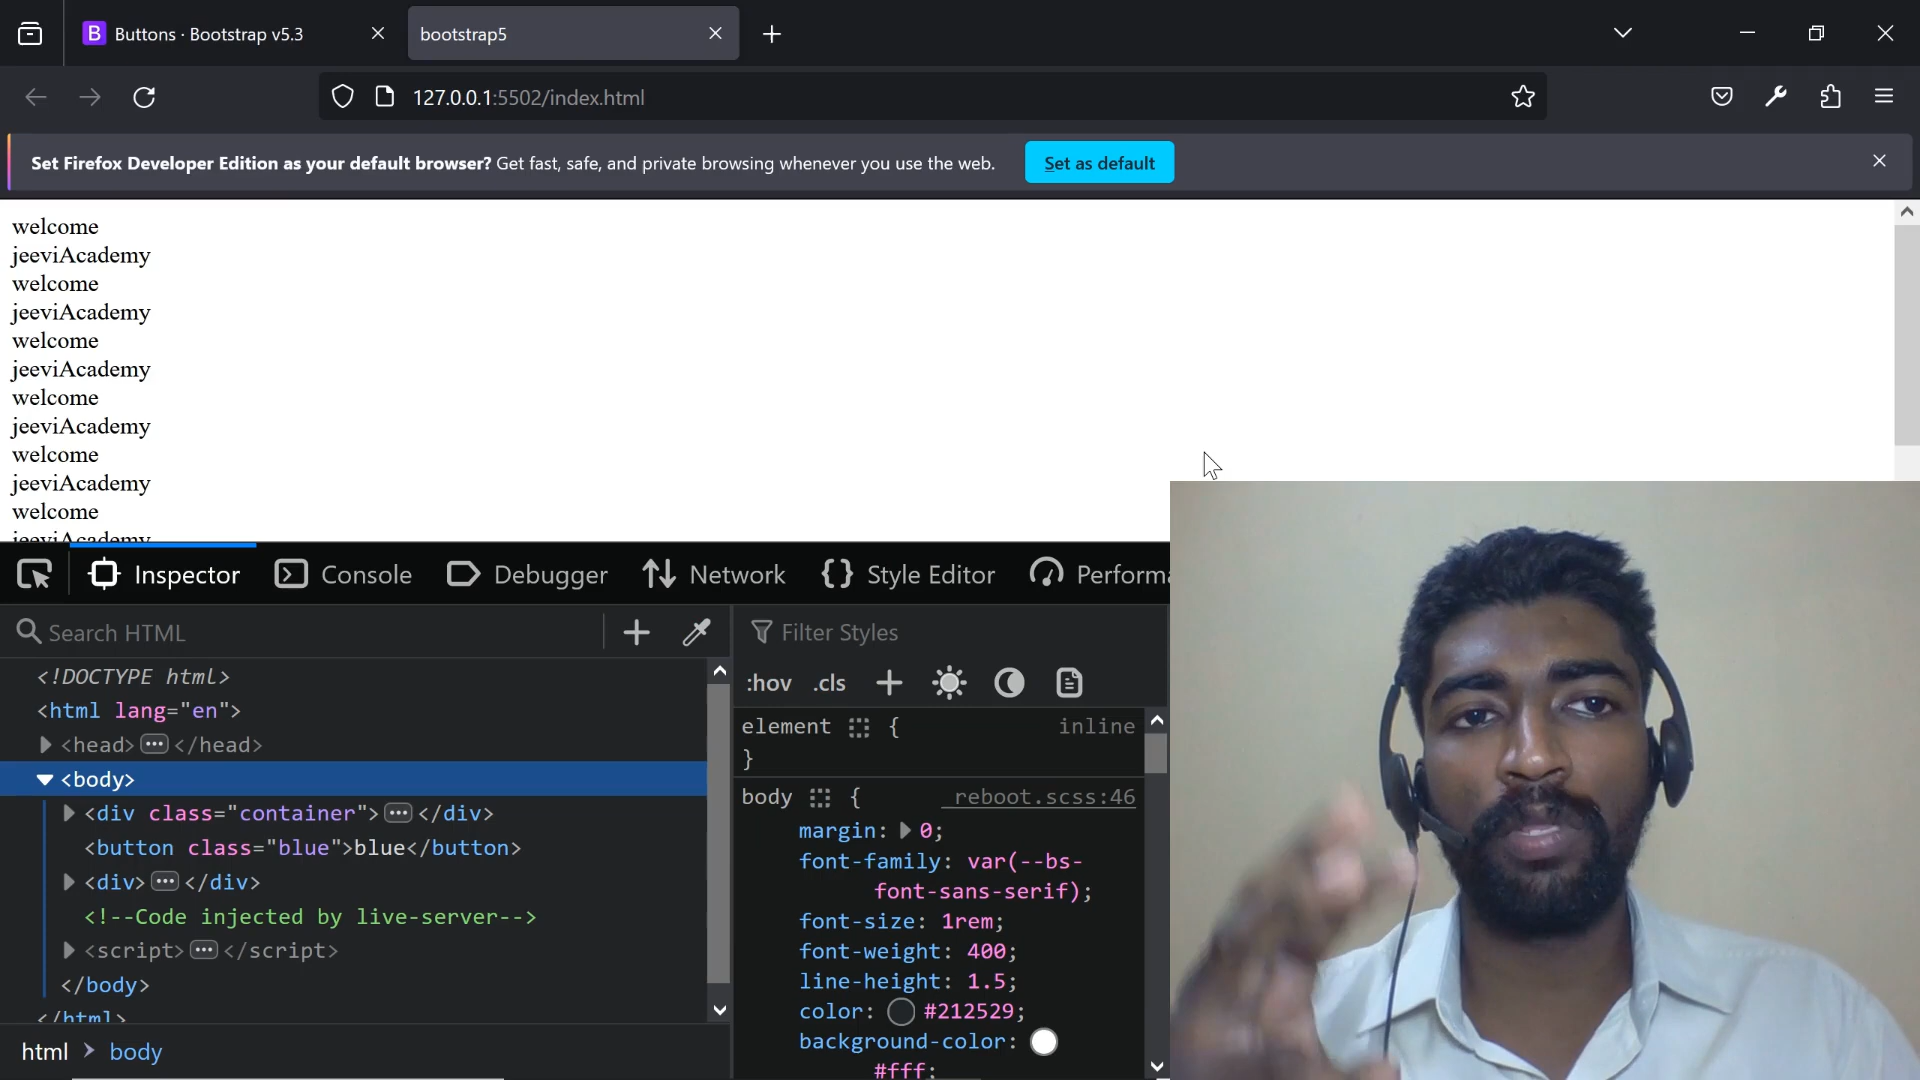 Buttons · Bootstrap v5.3
bootstrap5
127.0.0.1:5502/index.html
Set Firefox Developer Edition as your default browser? Get fast, safe, and private browsing whenever you use the web.
Set as default
welcome
jeeviAcademy
welcome
jeeviAcademy
welcome
jeeviAcademy
welcome
jeeviAcademy
welcome
jeeviAcademy
welcome
jeeviAcademy
Inspector
Console
Debugger
Network
Style Editor
Performa
Search HTML
<!DOCTYPE html>
<html lang="en">
<head> ••• </head>
<body>
<div class="container"> ••• </div>
<button class="blue">blue</button>
<div> ••• </div>
<!--Code injected by live-server-->
<script> ••• </script>
</body>
</html>
html > body
Filter Styles
:hov .cls
element { inline
}
body { reboot.scss:46
margin: 0;
font-family: var(--bs-
font-sans-serif);
font-size: 1rem;
font-weight: 400;
line-height: 1.5;
color: #212529;
background-color:
#fff;